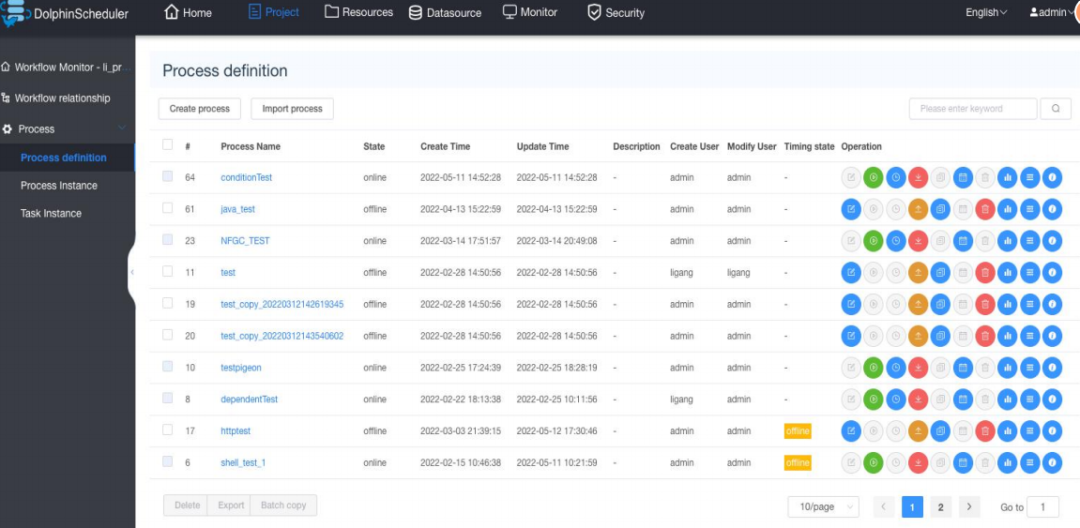 DolphinScheduler Home Project Resources Datasource Monitor Security English admin
Workflow Monitor - li_pr
Workflow relationship
Process
Process definition
Process Instance
Task Instance
Process definition
Create process Import process Please enter keyword
# Process Name State Create Time Update Time Description Create User Modify User Timing state Operation
64 conditionTest online 2022-05-11 14:52:28 2022-05-11 14:52:28 - admin admin -
61 java_test offline 2022-04-13 15:22:59 2022-04-13 15:22:59 - admin admin -
23 NFGC_TEST online 2022-03-14 17:51:57 2022-03-14 20:49:08 - admin admin -
11 test offline 2022-02-28 14:50:56 2022-02-28 14:50:56 - ligang ligang -
19 test_copy_20220312142619345 offline 2022-02-28 14:50:56 2022-02-28 14:50:56 - admin admin -
20 test_copy_20220312143540602 offline 2022-02-28 14:50:56 2022-02-28 14:50:56 - admin admin -
10 testpigeon online 2022-02-25 17:24:39 2022-02-25 18:28:19 - admin admin -
8 dependentTest online 2022-02-22 18:13:38 2022-02-25 10:11:56 - ligang admin -
17 httptest offline 2022-03-03 21:39:15 2022-05-12 17:30:46 - admin admin offline
6 shell_test_1 online 2022-02-15 10:46:38 2022-05-11 10:21:59 - admin admin offline
Delete Export Batch copy 10/page 1 2 Go to 1